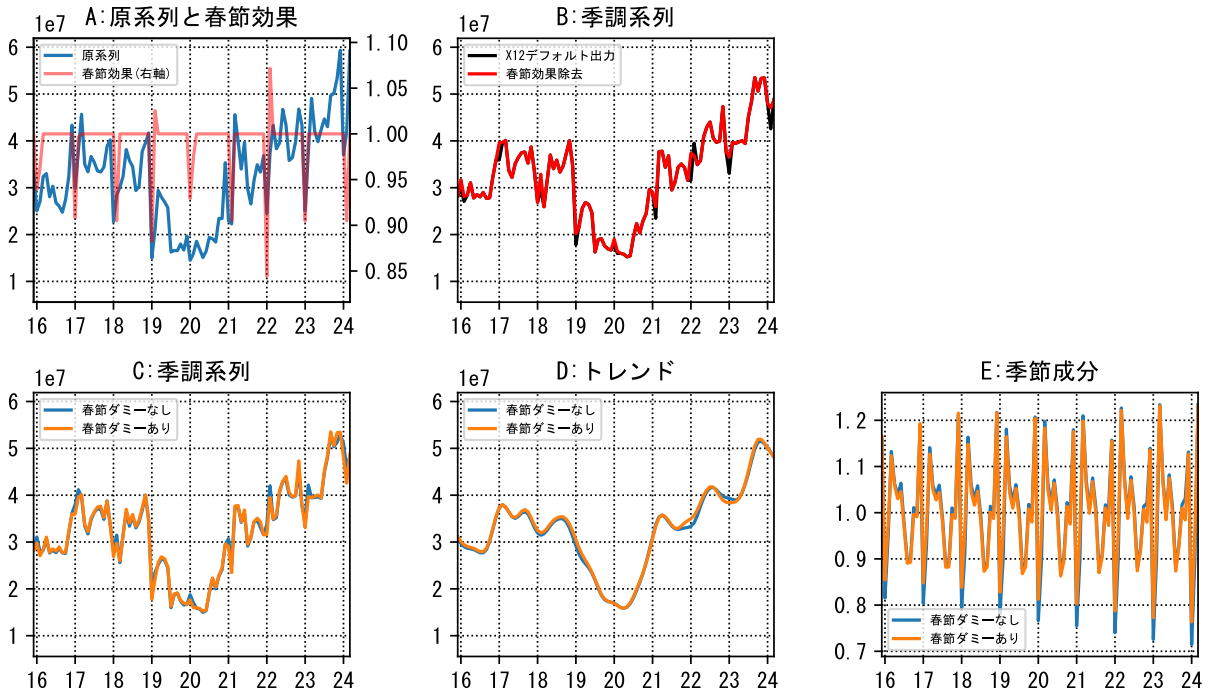 A:原系列と春節効果
1e7
原系列
春節効果(右軸)
6
5
4
3
2
1
1.10
1.05
1.00
0.95
0.90
0.85
16 17 18 19 20 21 22 23 24
B:季調系列
1e7
X12デフォルト出力
春節効果除去
6
5
4
3
2
1
16 17 18 19 20 21 22 23 24
C:季調系列
1e7
春節ダミーなし
春節ダミーあり
6
5
4
3
2
1
16 17 18 19 20 21 22 23 24
D:トレンド
1e7
春節ダミーなし
春節ダミーあり
6
5
4
3
2
1
16 17 18 19 20 21 22 23 24
E:季節成分
1.2
1.1
1.0
0.9
0.8
0.7
春節ダミーなし
春節ダミーあり
16 17 18 19 20 21 22 23 24